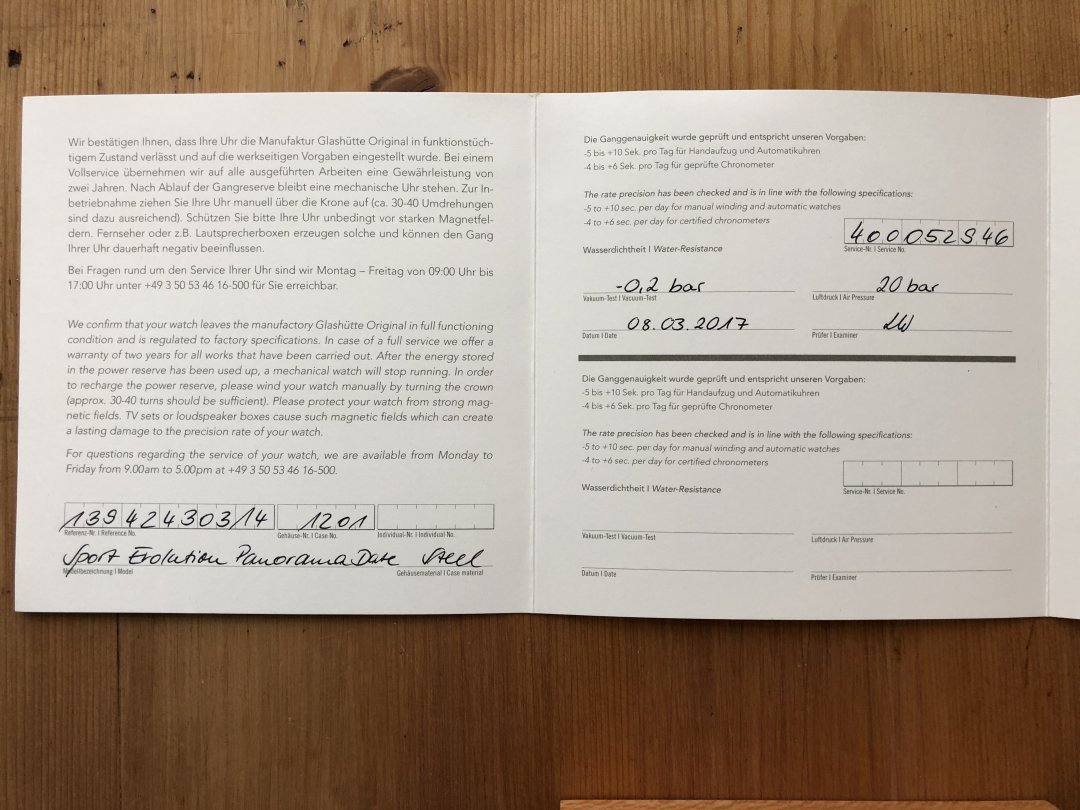 Wir bestätigen Ihnen, dass Ihre Uhr die Manufaktur Glashütte Original in funktionstüch-
tigem Zustand verlässt und auf die werkseitigen Vorgaben eingestellt wurde. Bei einem
Vollservice übernehmen wir auf alle ausgeführten Arbeiten eine Gewährleistung von
zwei Jahren. Nach Ablauf der Gangreserve bleibt eine mechanische Uhr stehen. Zur In-
betriebnahme ziehen Sie Ihre Uhr manuell über die Krone auf (ca. 30-40 Umdrehungen
sind dazu ausreichend). Schützen Sie bitte Ihre Uhr unbedingt vor starken Magnetfel-
dern. Fernseher oder z.B. Lautsprecherboxen erzeugen solche und können den Gang
Ihrer Uhr dauerhaft negativ beeinflussen.
Bei Fragen rund um den Service Ihrer Uhr sind wir Montag – Freitag von 09:00 Uhr bis
17:00 Uhr unter +49 3 50 53 46 16-500 für Sie erreichbar.
We confirm that your watch leaves the manufactory Glashütte Original in full functioning
condition and is regulated to factory specifications. In case of a full service we offer a
warranty of two years for all works that have been carried out. After the energy stored
in the power reserve has been used up, a mechanical watch will stop running. In order
to recharge the power reserve, please wind your watch manually by turning the crown
(approx. 30-40 turns should be sufficient). Please protect your watch from strong mag-
netic fields. TV sets or loudspeaker boxes cause such magnetic fields which can create
a lasting damage to the precision rate of your watch.
For questions regarding the service of your watch, we are available from Monday to
Friday from 9.00am to 5.00pm at +49 3 50 53 46 16-500.
139424303/14 1201
Referenz-Nr. I Reference No. Gehäuse-Nr. I Case No. Individual-Nr. I Individual No.
Sport Evolution PanoramaDate Steel
Modellbezeichnung I Model Gehäusematerial I Case material
Die Ganggenauigkeit wurde geprüft und entspricht unseren Vorgaben:
-5 bis +10 Sek. pro Tag für Handaufzug und Automatikuhren
-4 bis +6 Sek. pro Tag für geprüfte Chronometer
The rate precision has been checked and is in line with the following specifications:
-5 to +10 sec. per day for manual winding and automatic watches
-4 to +6 sec. per day for certified chronometers
400052946
Wasserdichtheit I Water-Resistance Service-Nr. I Service No.
-0,2 bar 20 bar
Vakuum-Test I Vacuum-Test Luftdruck I Air Pressure
08.03.2017
Datum I Date Prüfer I Examiner
Die Ganggenauigkeit wurde geprüft und entspricht unseren Vorgaben:
-5 bis +10 Sek. pro Tag für Handaufzug und Automatikuhren
-4 bis +6 Sek. pro Tag für geprüfte Chronometer
The rate precision has been checked and is in line with the following specifications:
-5 to +10 sec. per day for manual winding and automatic watches
-4 to +6 sec. per day for certified chronometers
Wasserdichtheit I Water-Resistance Service-Nr. I Service No.
Vakuum-Test I Vacuum-Test Luftdruck I Air Pressure
Datum I Date Prüfer I Examiner